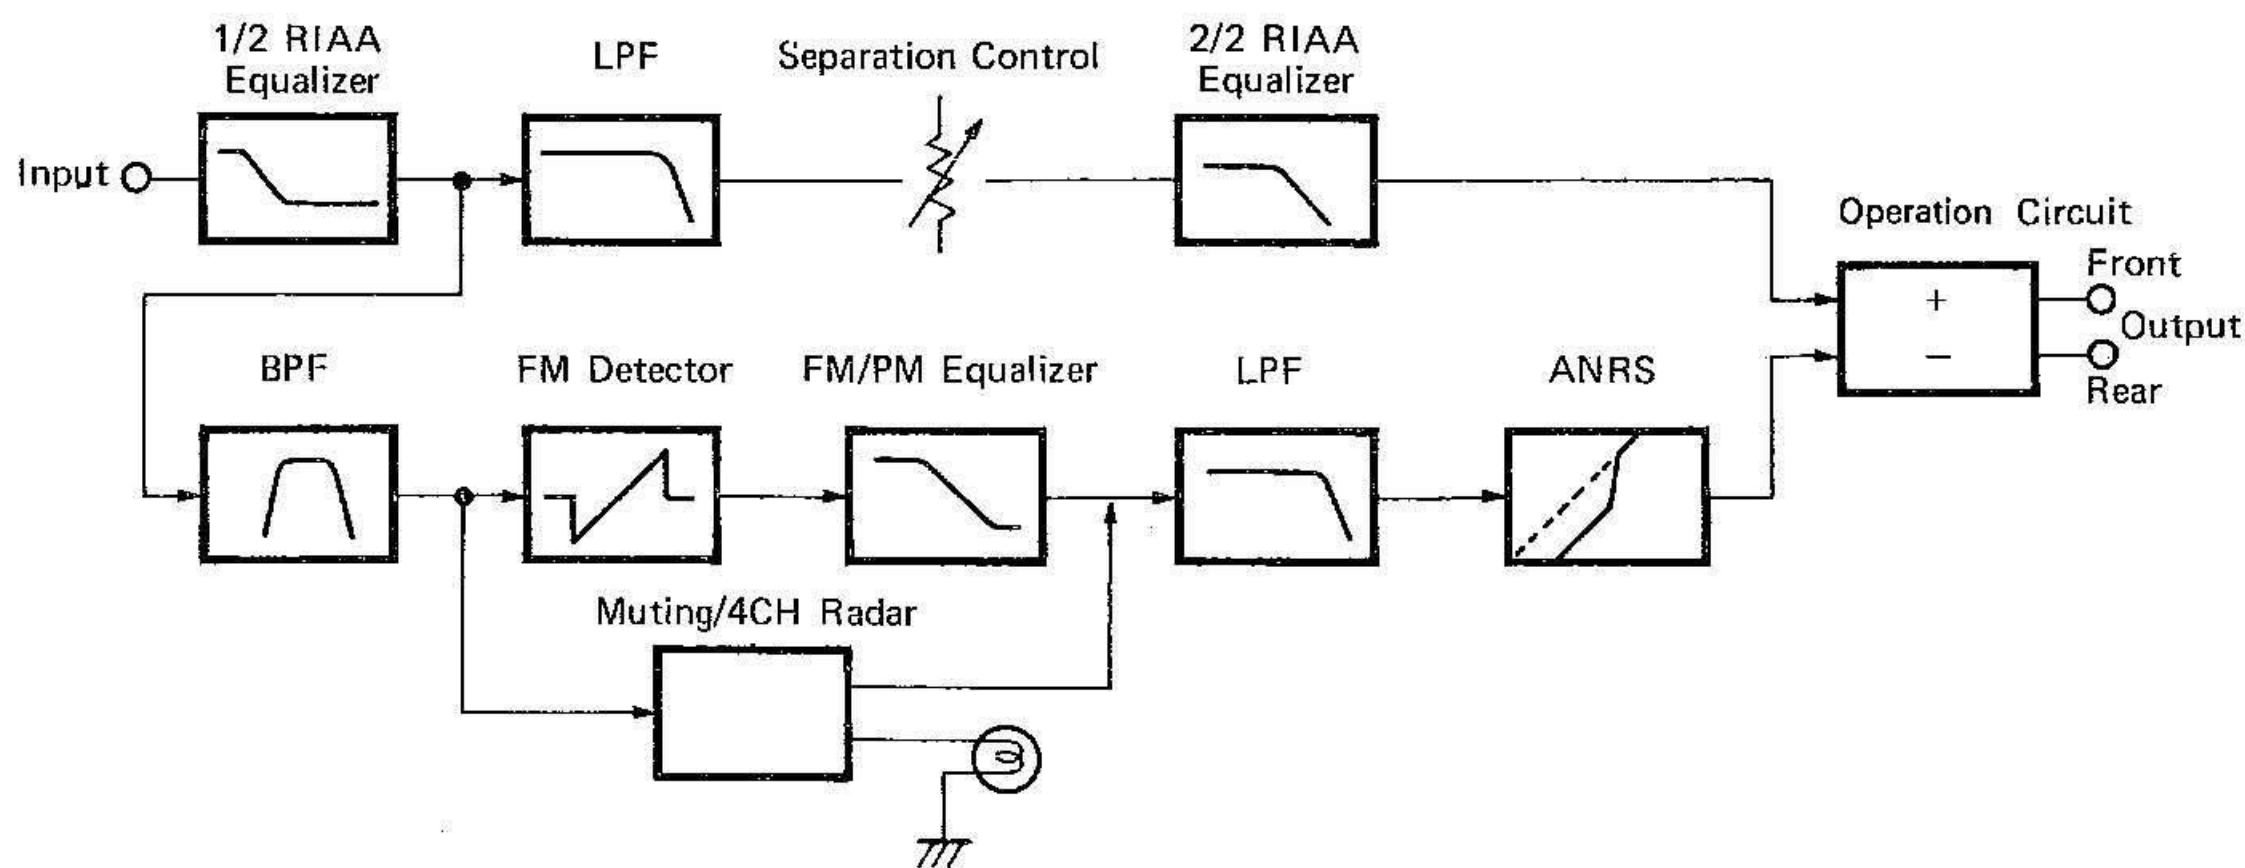 1/2 RIAA
Equalizer
LPF
Separation Control
2/2 RIAA
Equalizer
Input
Operation Circuit
Front
+
Output
−
Rear
BPF
FM Detector
FM/PM Equalizer
LPF
ANRS
Muting/4CH Radar